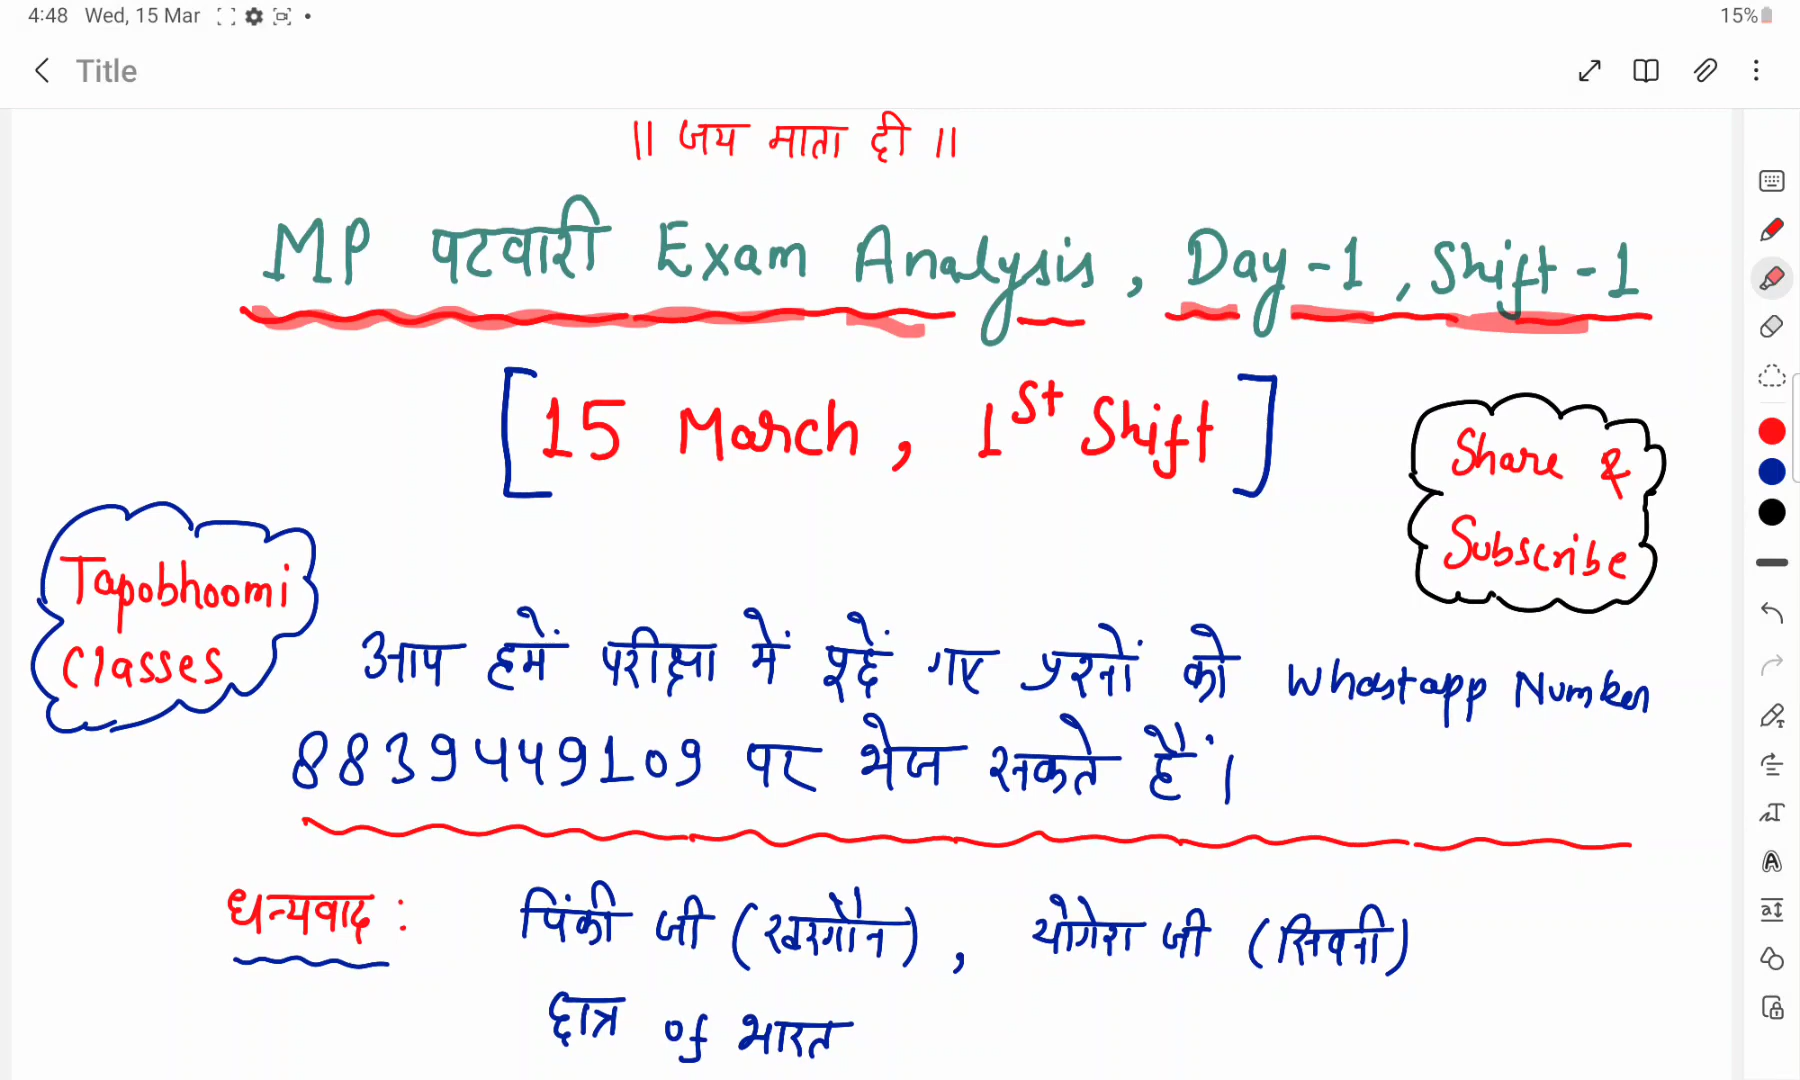 4:48 Wed, 15 Mar
15%
Title
|| जय माता दी ||
MP पटवारी Exam Analysis, Day-1, Shift-1
[15 March, 1st Shift]
Share &
Subscribe
Tapobhoomi
Classes
आप हमें परीक्षा में पूछे गए प्रश्नों को Whastapp Number
8839449109 पर भेज सकते हैं।
धन्यवाद : पिंकी जी (खरगौन), योगेश जी (सिवनी)
छात्र of भारत